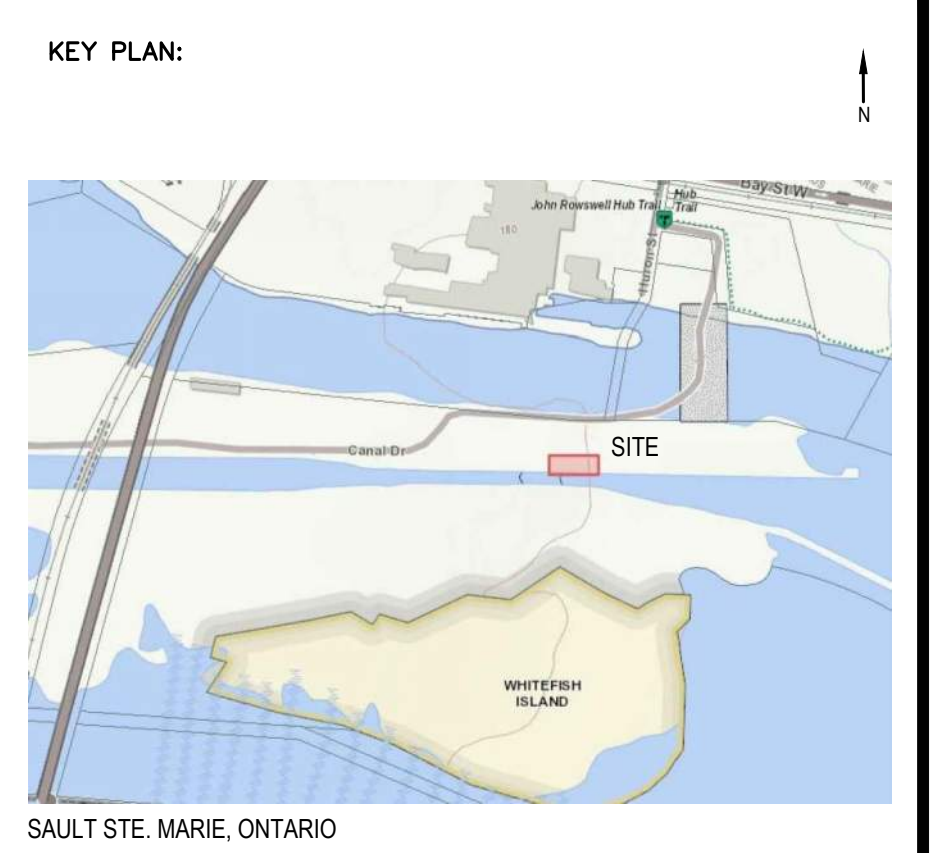 KEY PLAN:
N
Bay St W
Hub
Trail
John Rowswell Hub Trail
T
180
Huron St
Canal Dr
SITE
WHITEFISH
ISLAND
SAULT STE. MARIE, ONTARIO